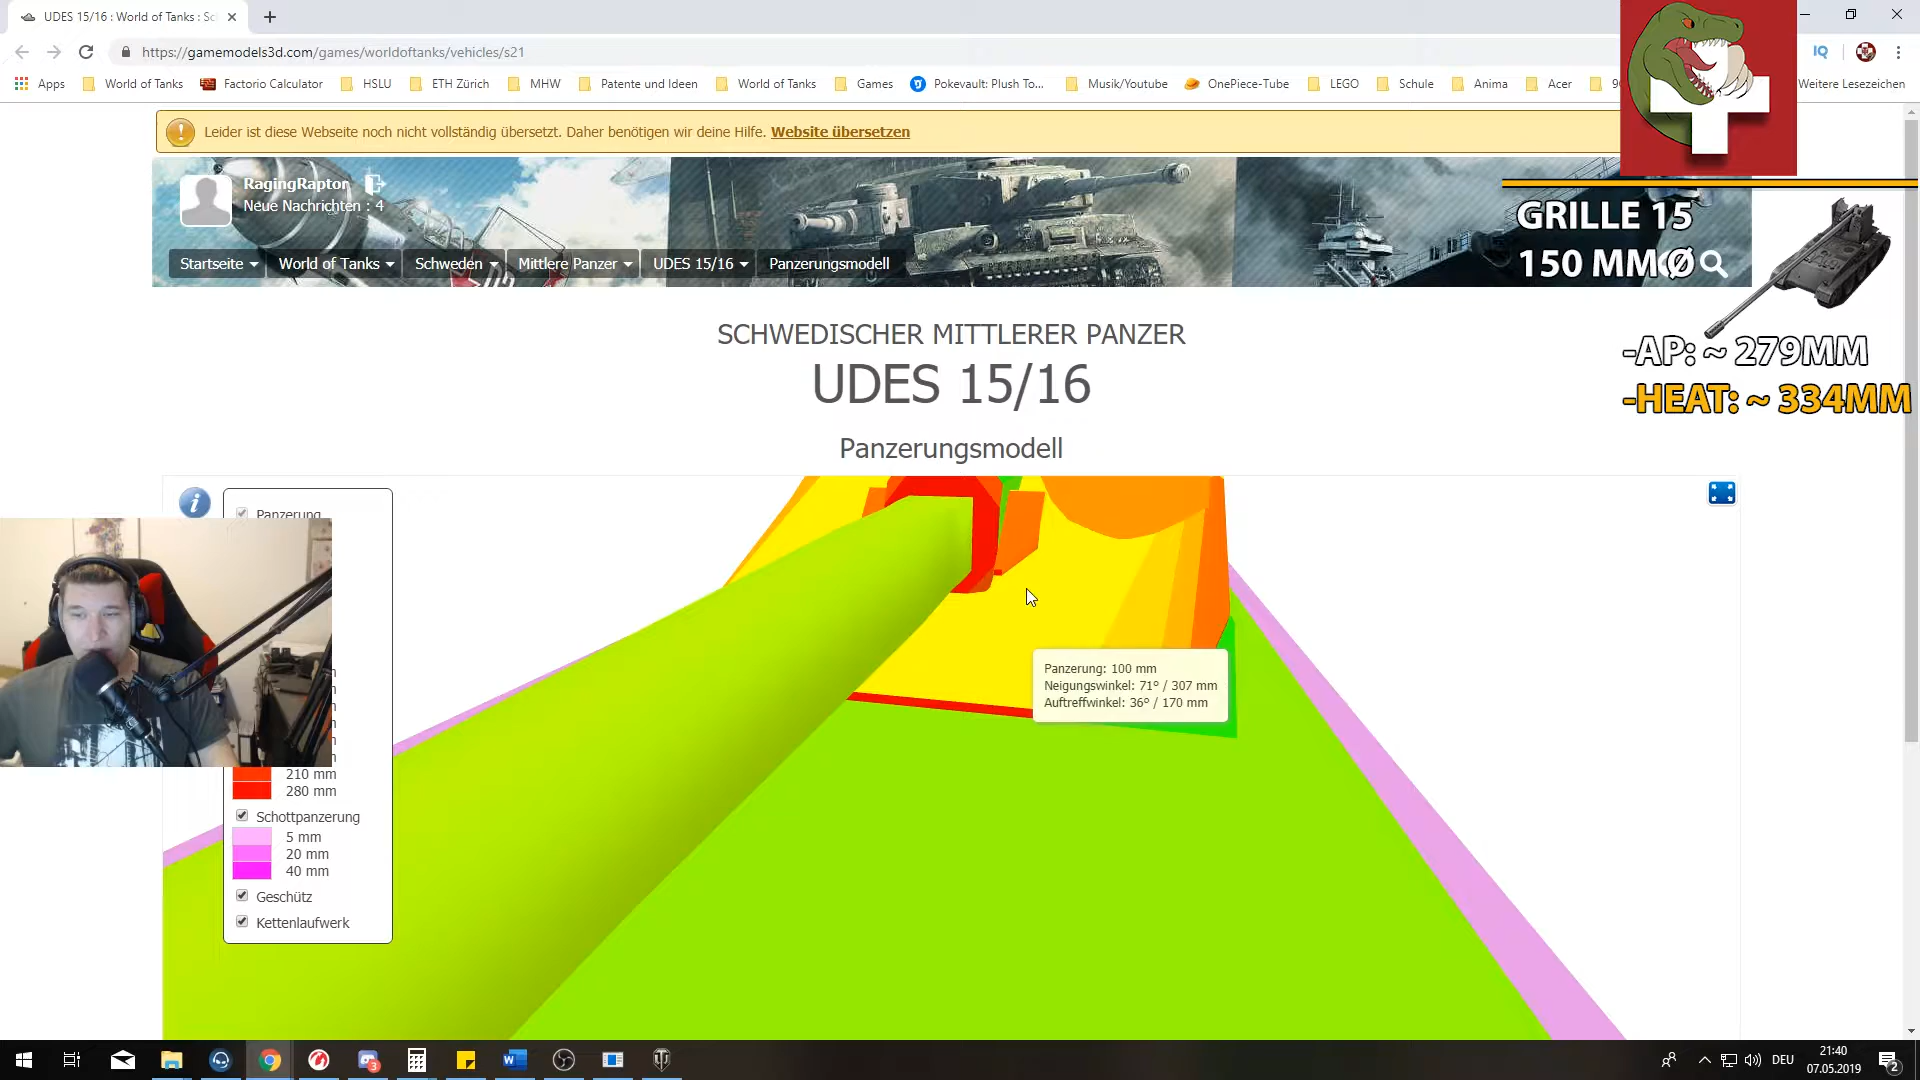 UDES 15/16 : World of Tanks : Sc
https://gamemodels3d.com/games/worldoftanks/vehicles/s21
IQ
Apps World of Tanks Factorio Calculator HSLU ETH Zürich MHW Patente und Ideen World of Tanks Games Pokevault: Plush To... Musik/Youtube OnePiece-Tube LEGO Schule Anima Acer Weitere Lesezeichen
Leider ist diese Webseite noch nicht vollständig übersetzt. Daher benötigen wir deine Hilfe. Website übersetzen
RagingRaptor
Neue Nachrichten : 4
Startseite World of Tanks Schweden Mittlere Panzer UDES 15/16 Panzerungsmodell
GRILLE 15
150 MM Ø
-AP: ~ 279MM
-HEAT: ~ 334MM
SCHWEDISCHER MITTLERER PANZER
UDES 15/16
Panzerungsmodell
Panzerung
Panzerung: 100 mm
Neigungswinkel: 71º / 307 mm
Auftreffwinkel: 36º / 170 mm
210 mm
280 mm
Schottpanzerung
5 mm
20 mm
40 mm
Geschütz
Kettenlaufwerk
DEU
21:40
07.05.2019
3
2